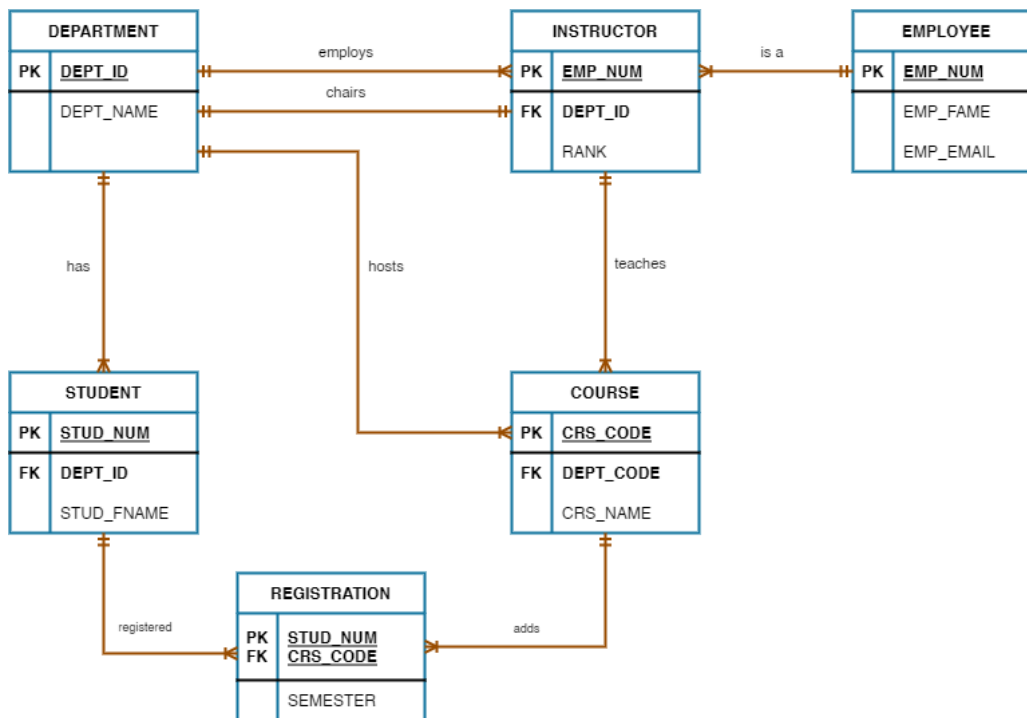 DEPARTMENT
PK DEPT_ID
DEPT_NAME
employs
chairs
INSTRUCTOR
PK EMP_NUM
FK DEPT_ID
RANK
is a
EMPLOYEE
PK EMP_NUM
EMP_FAME
EMP_EMAIL
has
hosts
teaches
STUDENT
PK STUD_NUM
FK DEPT_ID
STUD_FNAME
COURSE
PK CRS_CODE
FK DEPT_CODE
CRS_NAME
registered
REGISTRATION
PK STUD_NUM
FK CRS_CODE
SEMESTER
adds